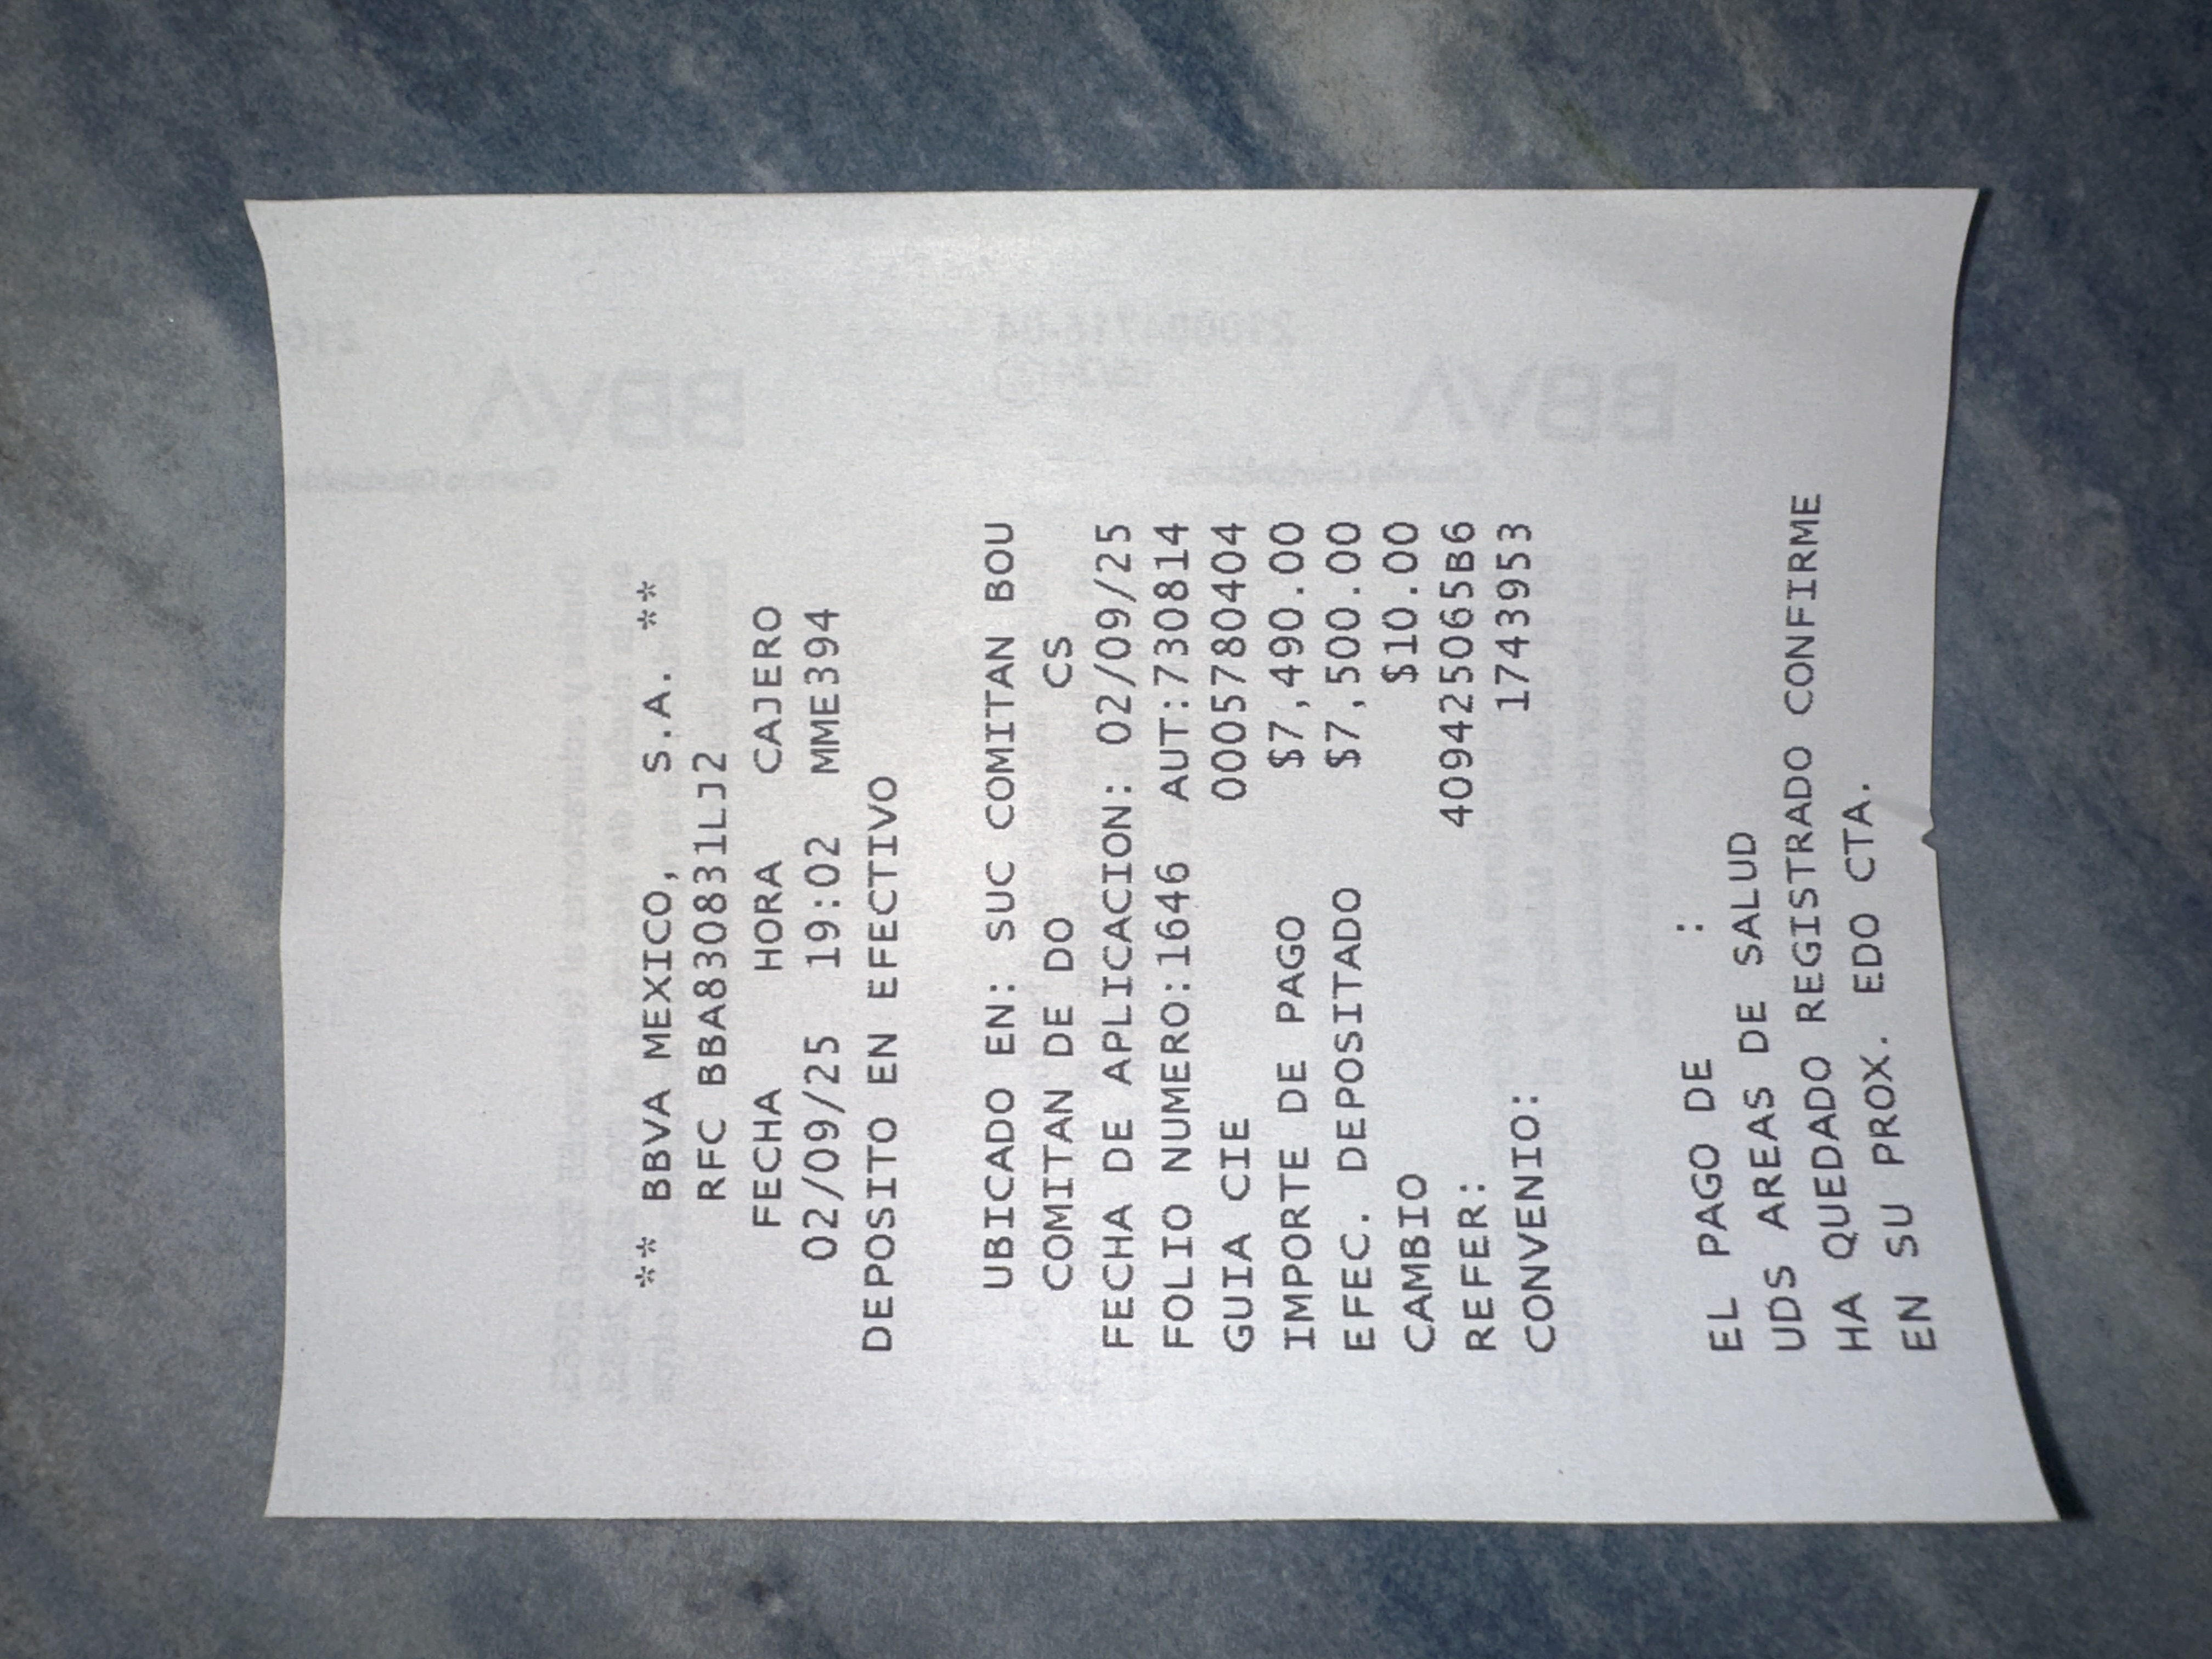 ** BBVA MEXICO, S.A. **
RFC BBA830831LJ2
FECHA HORA CAJERO
02/09/25 19:02 MME394
DEPOSITO EN EFECTIVO
UBICADO EN: SUC COMITAN BOU
COMITAN DE DO CS
FECHA DE APLICACION: 02/09/25
FOLIO NUMERO:1646 AUT:730814
GUIA CIE 0005780404
IMPORTE DE PAGO $7,490.00
EFEC. DEPOSITADO $7,500.00
CAMBIO $10.00
REFER: 409425065B6
CONVENIO: 1743953
EL PAGO DE :
UDS AREAS DE SALUD
HA QUEDADO REGISTRADO CONFIRME
EN SU PROX. EDO CTA.
BBVA
BBVA